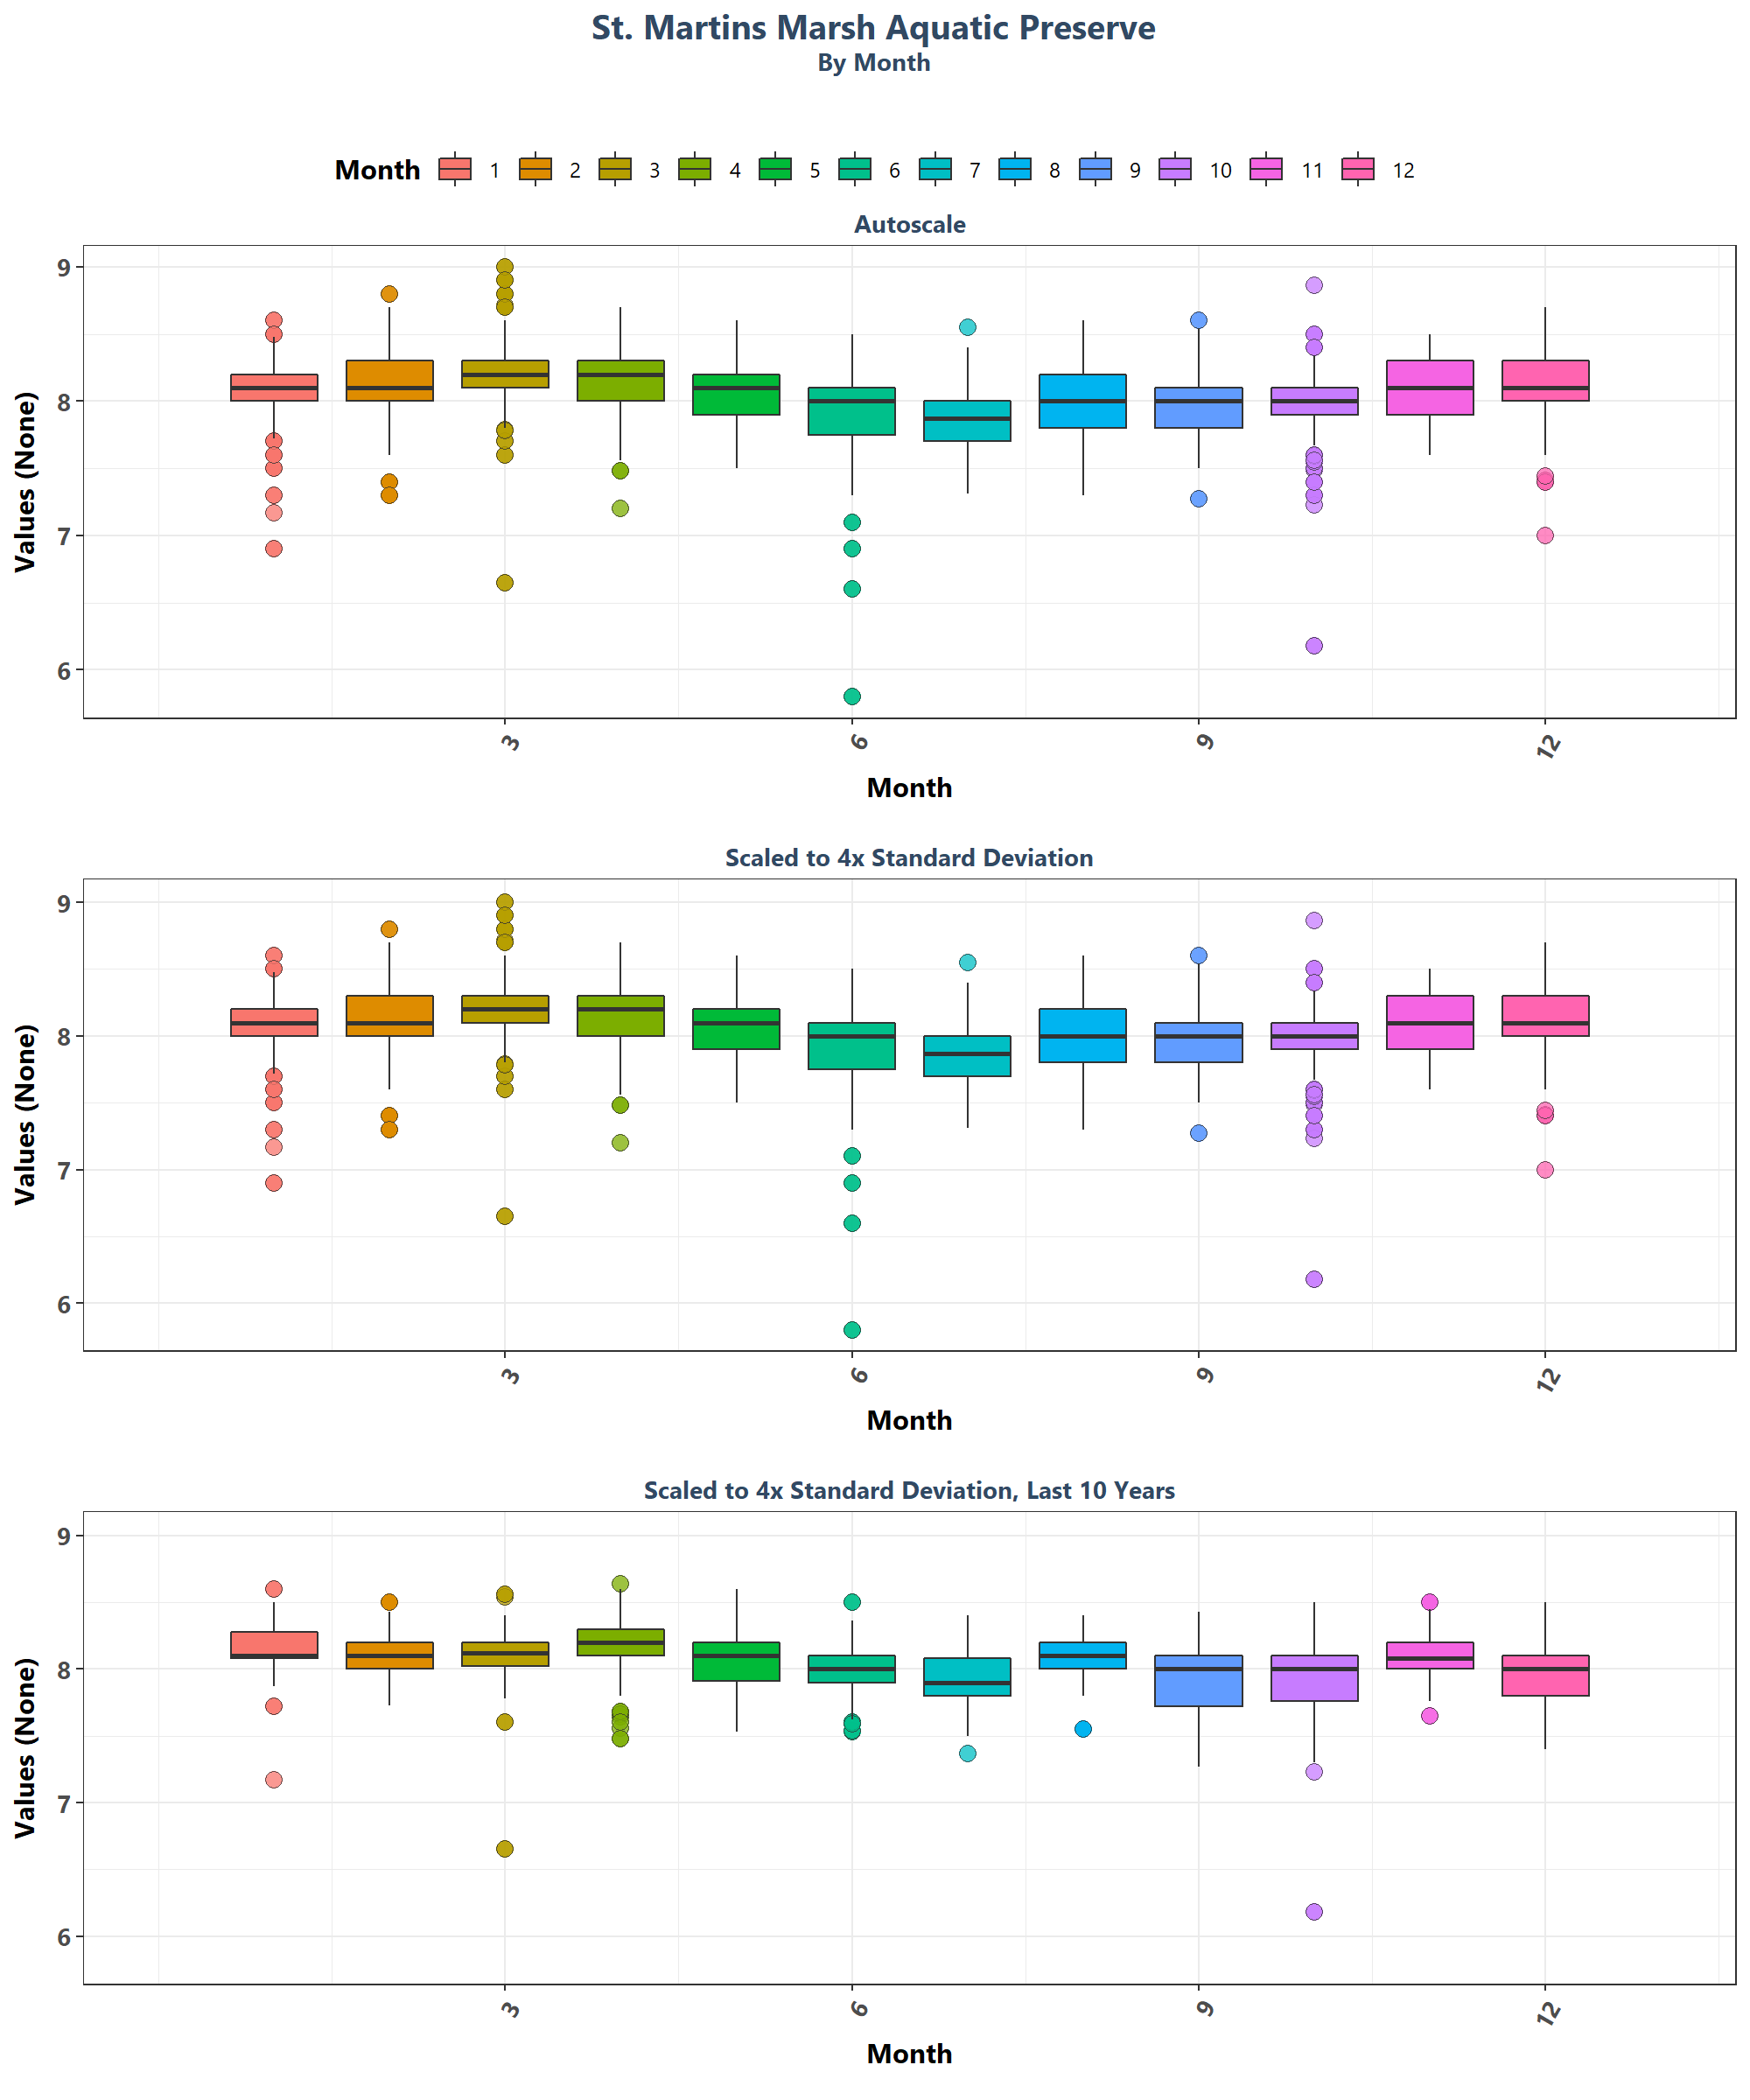 St. Martins Marsh Aquatic Preserve
By Month
Month 1 2 3 4 5 6 7 8 9 10 11 12
Autoscale
Values (None)
9
8
7
6
3 6 9 12
Month
Scaled to 4x Standard Deviation
Values (None)
9
8
7
6
3 6 9 12
Month
Scaled to 4x Standard Deviation, Last 10 Years
Values (None)
9
8
7
6
3 6 9 12
Month